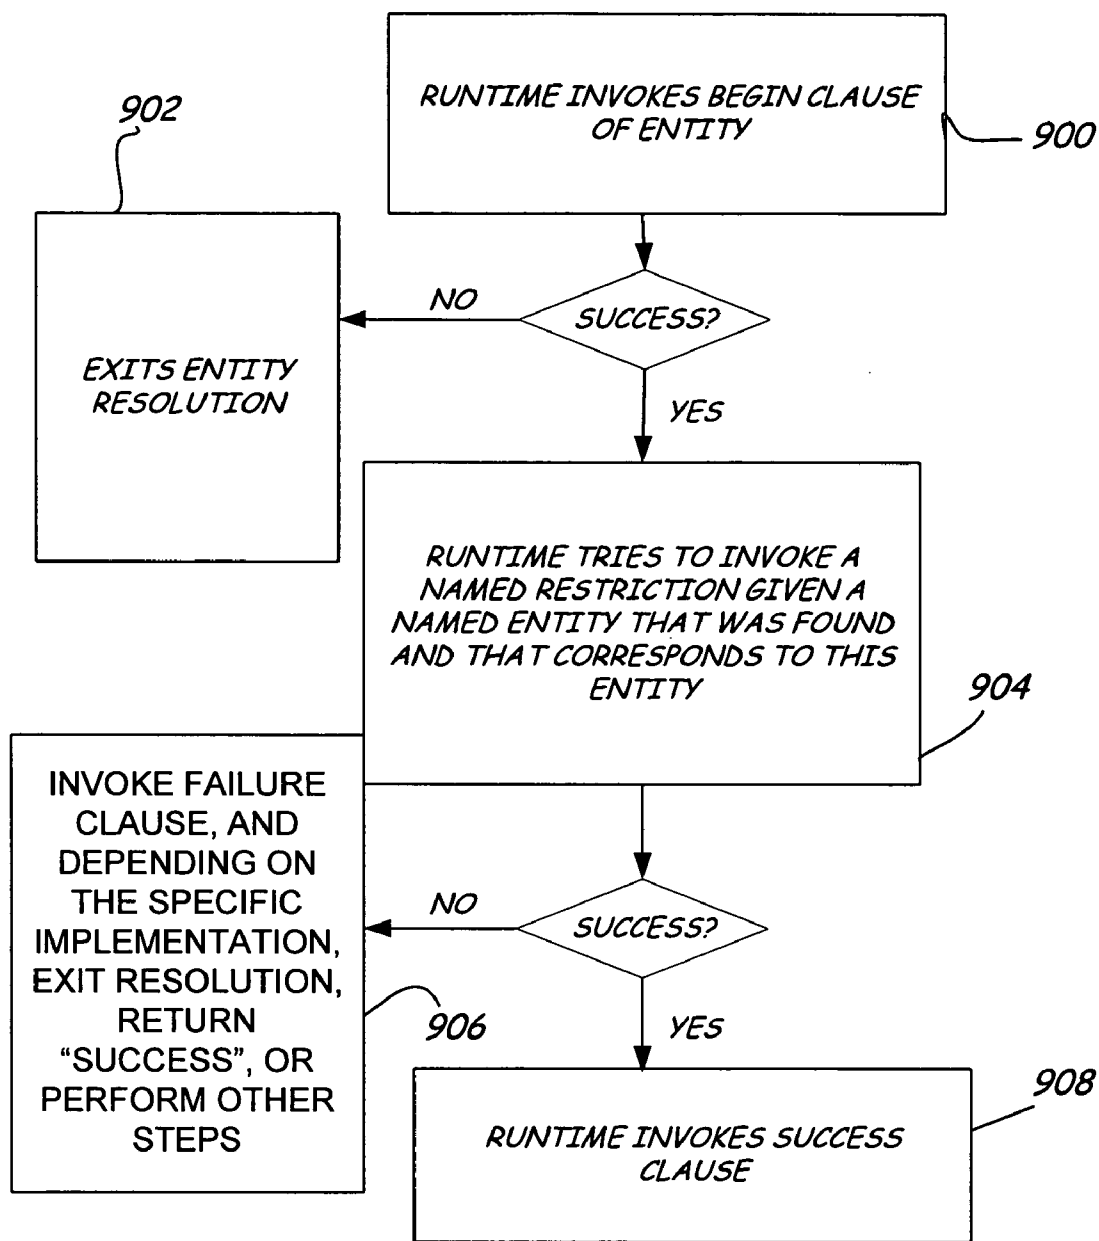 RUNTIME INVOKES BEGIN CLAUSE
OF ENTITY
900
902
SUCCESS?
NO
EXITS ENTITY
RESOLUTION
YES
RUNTIME TRIES TO INVOKE A
NAMED RESTRICTION GIVEN A
NAMED ENTITY THAT WAS FOUND
AND THAT CORRESPONDS TO THIS
ENTITY
904
SUCCESS?
NO
INVOKE FAILURE
CLAUSE, AND
DEPENDING ON
THE SPECIFIC
IMPLEMENTATION,
EXIT RESOLUTION,
RETURN
“SUCCESS”, OR
PERFORM OTHER
STEPS
906
YES
RUNTIME INVOKES SUCCESS
CLAUSE
908